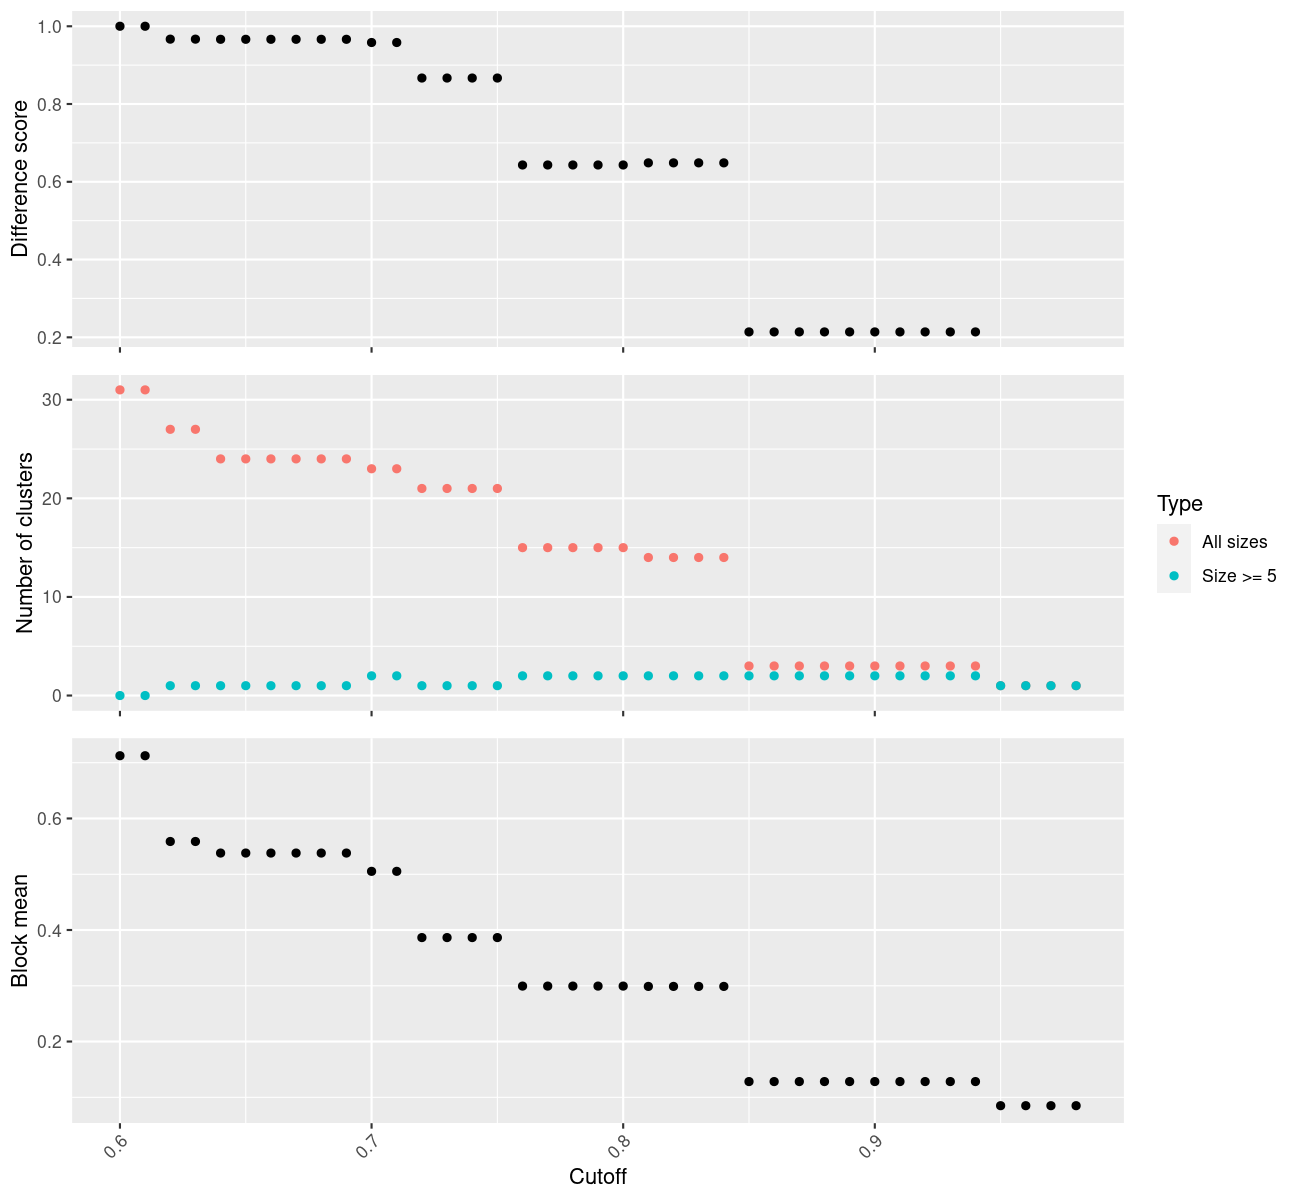 1.0
0.8
0.6
0.4
0.2
Difference score
30
20
10
0
Number of clusters
Type
All sizes
Size >= 5
0.6
0.4
0.2
Block mean
0.6
0.7
0.8
0.9
Cutoff